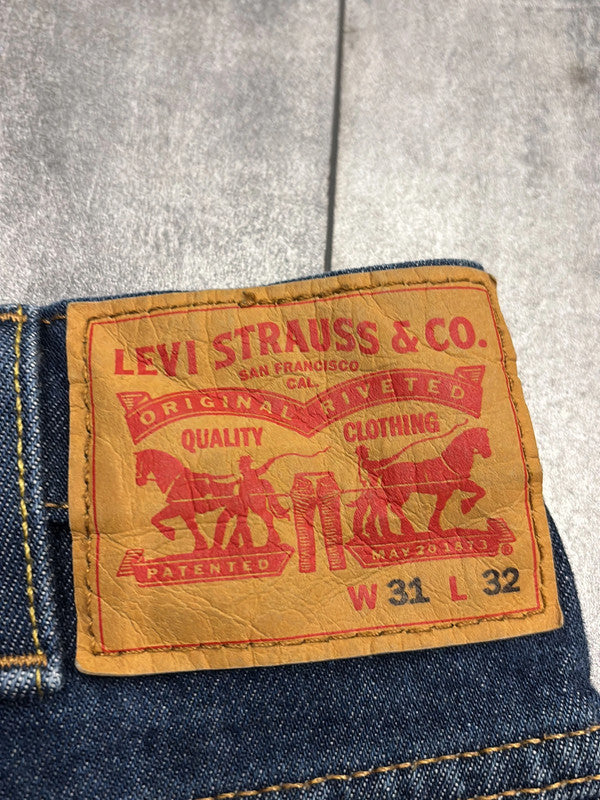 LEVI STRAUSS & CO.
SAN FRANCISCO
CAL.
ORIGINAL RIVETED
QUALITY CLOTHING
PATENTED MAY 20 1873 ®
W 31 L 32